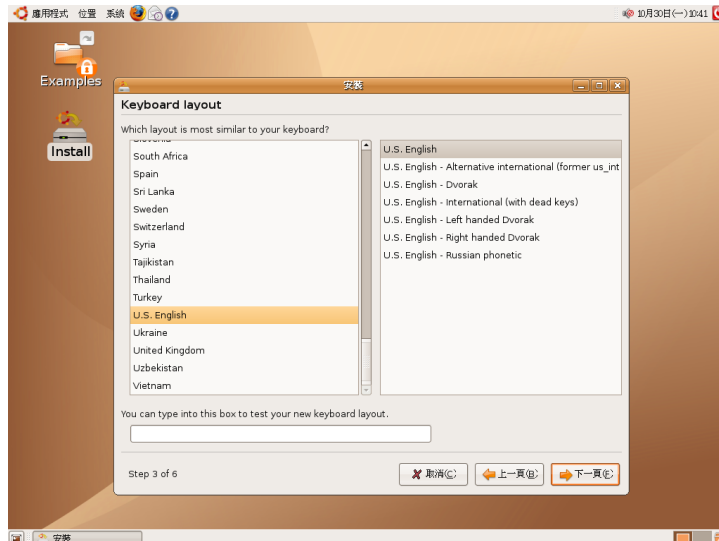 應用程式 位置 系統
10月30日(一)10:41
Examples
Install
安裝
Keyboard layout
Which layout is most similar to your keyboard?
Slovenia
South Africa
Spain
Sri Lanka
Sweden
Switzerland
Syria
Tajikistan
Thailand
Turkey
U.S. English
Ukraine
United Kingdom
Uzbekistan
Vietnam
U.S. English
U.S. English - Alternative international (former us_int
U.S. English - Dvorak
U.S. English - International (with dead keys)
U.S. English - Left handed Dvorak
U.S. English - Right handed Dvorak
U.S. English - Russian phonetic
You can type into this box to test your new keyboard layout.
Step 3 of 6
取消(C)
上一頁(B)
下一頁(F)
安裝